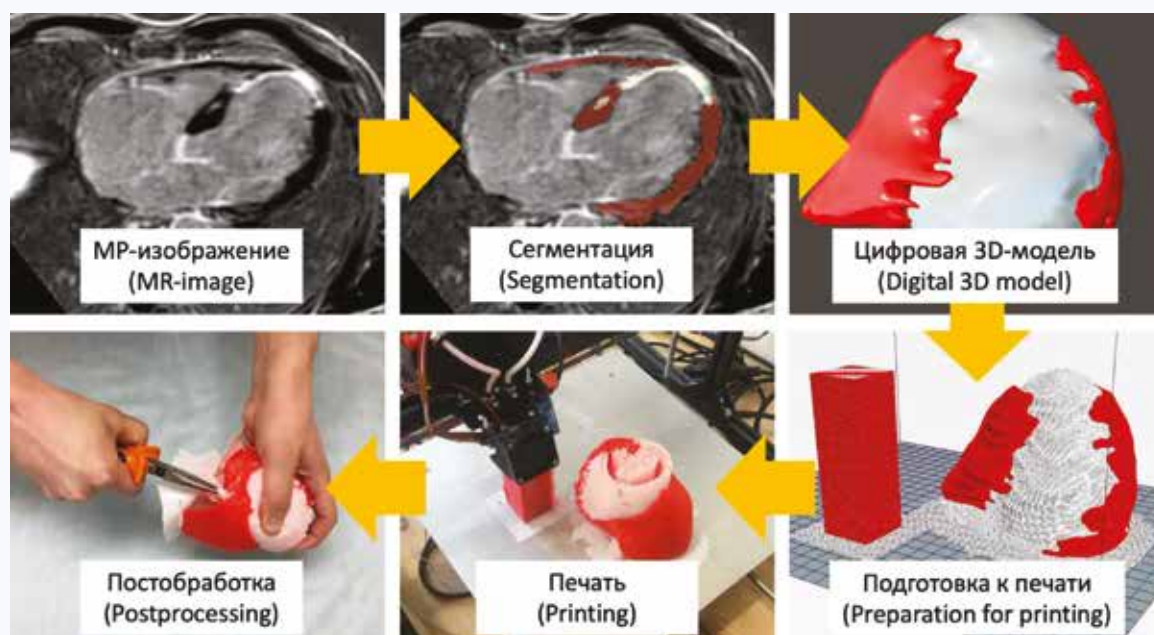 МР-изображение
(MR-image)
Сегментация
(Segmentation)
Цифровая 3D-модель
(Digital 3D model)
Подготовка к печати
(Preparation for printing)
Печать
(Printing)
Постобработка
(Postprocessing)